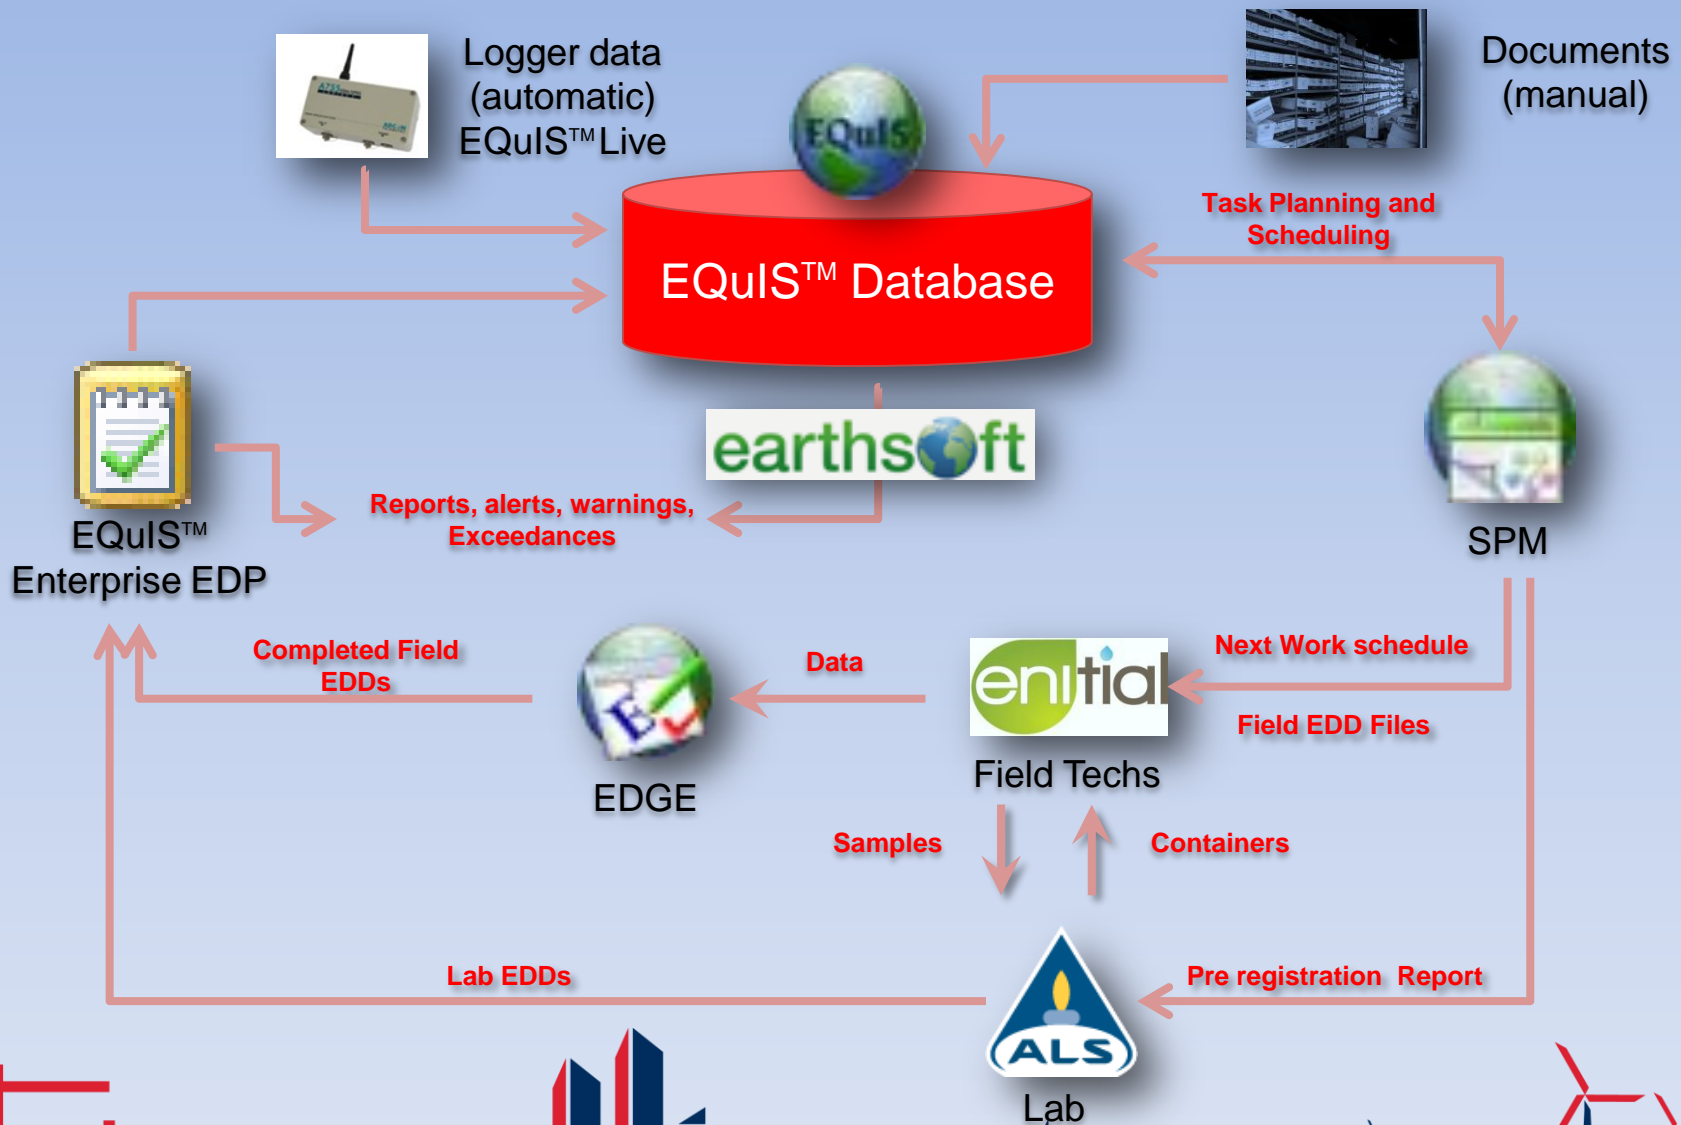 Logger data
(automatic)
EQuIS™ Live
EQuIS
Documents
(manual)
Task Planning and
Scheduling
EQuIS™ Database
earthsoft
Reports, alerts, warnings,
Exceedances
EQuIS™
Enterprise EDP
SPM
Completed Field
EDDs
Data
enitial
Next Work schedule
Field EDD Files
EDGE
Field Techs
Samples
Containers
Lab EDDs
Pre registration Report
ALS
Lab